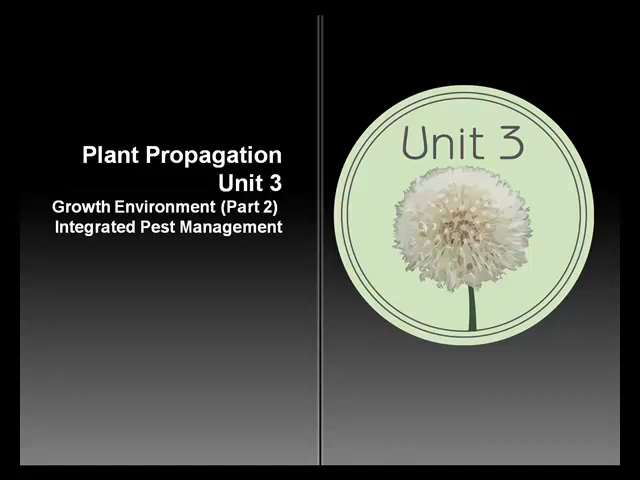 Plant Propagation
Unit 3
Growth Environment (Part 2)
Integrated Pest Management
Unit 3